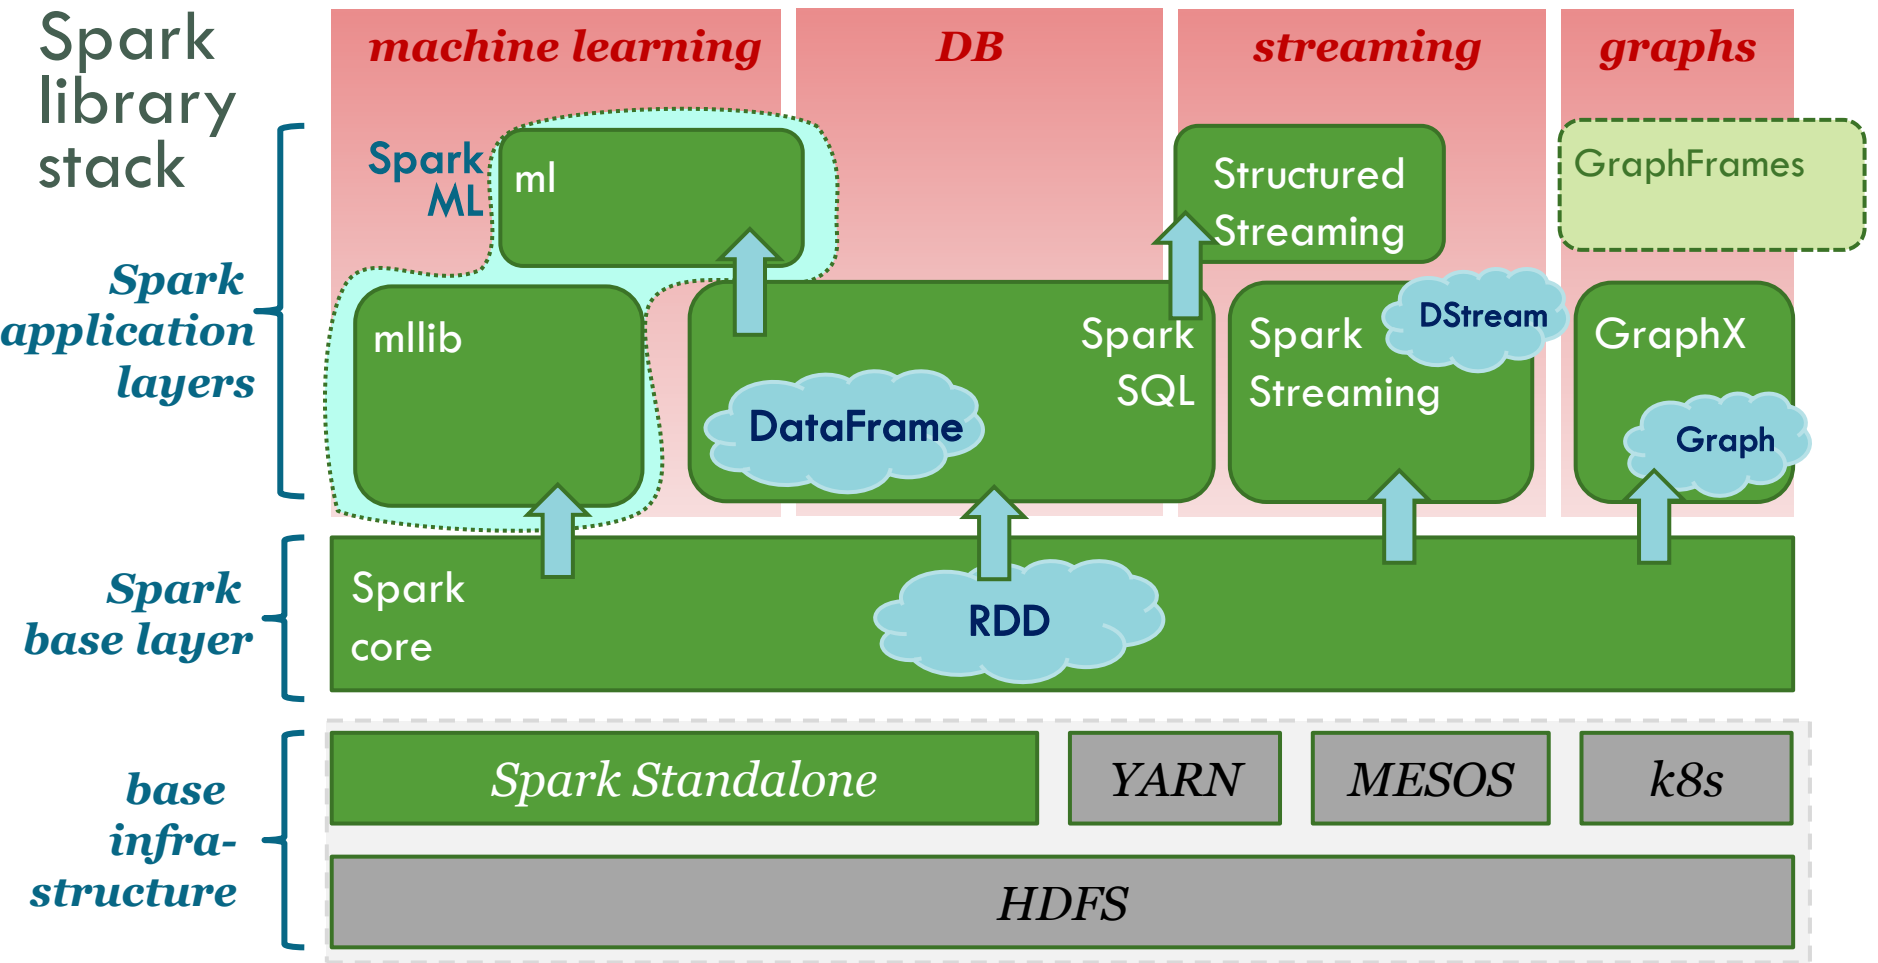 Spark
library
stack
machine learning
DB
streaming
graphs
Spark
application
layers
Spark
ML
ml
Structured
Streaming
GraphFrames
mllib
Spark
SQL
DataFrame
Spark
Streaming
DStream
GraphX
Graph
Spark
base layer
Spark
core
RDD
base
infra-
structure
Spark Standalone
YARN
MESOS
k8s
HDFS